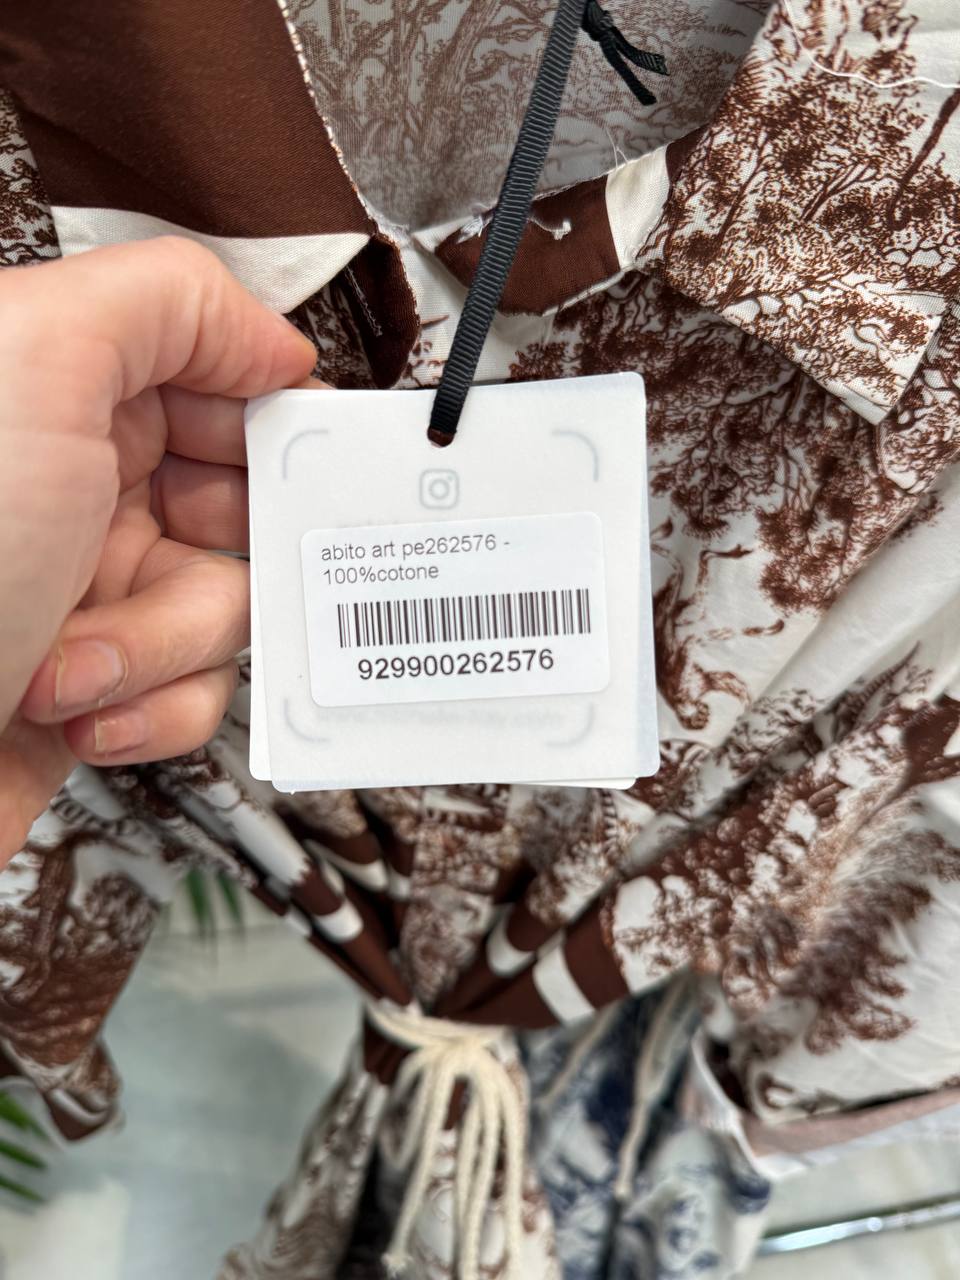 abito art pe262576 -
100%cotone
929900262576